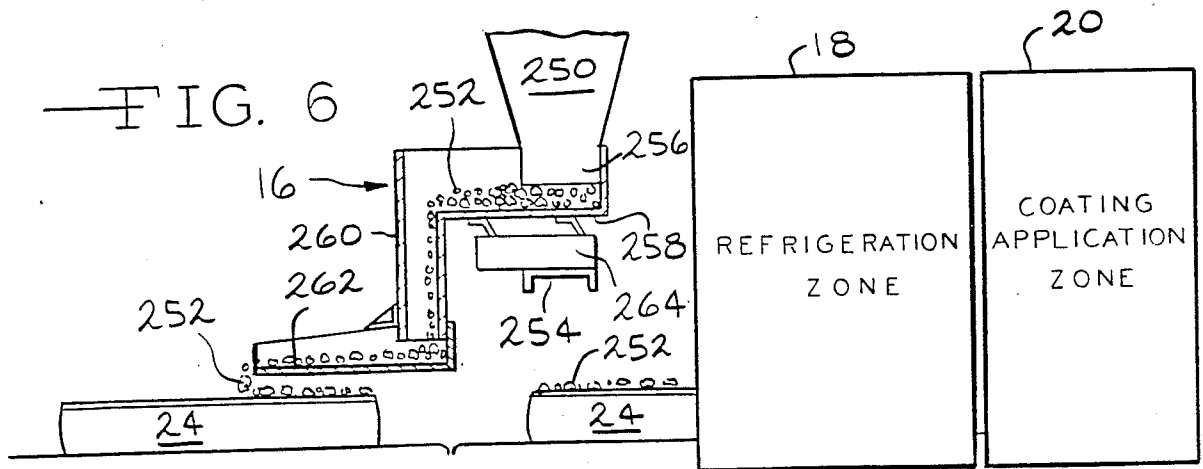 20
18
FIG. 6
252
250
256
16
260
258
262
264
254
252
252
24
24
REFRIGERATION
ZONE
COATING
APPLICATION
ZONE